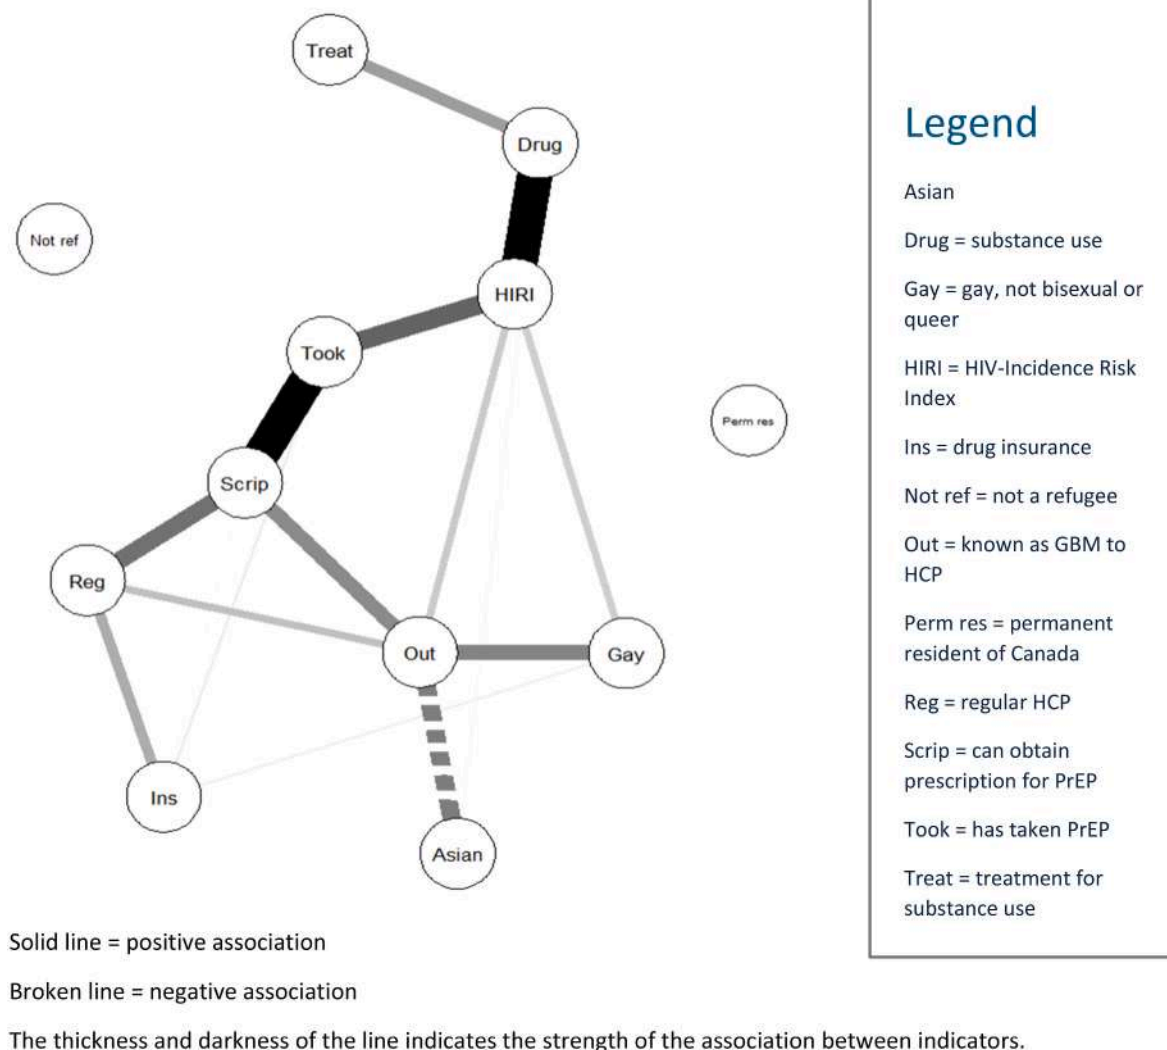 Treat
Drug
Not ref
HIRI
Took
Perm res
Scrip
Reg
Out
Gay
Ins
Asian
Legend
Asian
Drug = substance use
Gay = gay, not bisexual or
queer
HIRI = HIV-Incidence Risk
Index
Ins = drug insurance
Not ref = not a refugee
Out = known as GBM to
HCP
Perm res = permanent
resident of Canada
Reg = regular HCP
Scrip = can obtain
prescription for PrEP
Took = has taken PrEP
Treat = treatment for
substance use
Solid line = positive association
Broken line = negative association
The thickness and darkness of the line indicates the strength of the association between indicators.